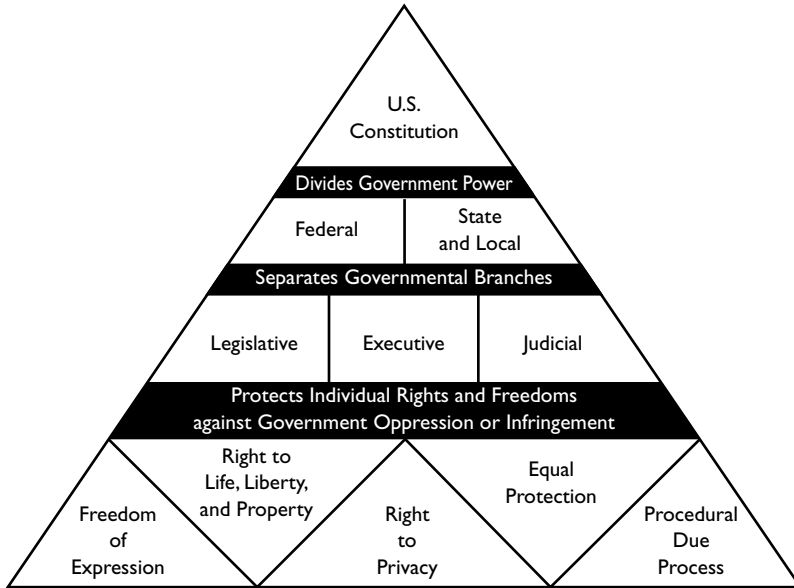 U.S.
Constitution
Divides Government Power
Federal
State
and Local
Separates Governmental Branches
Legislative
Executive
Judicial
Protects Individual Rights and Freedoms
against Government Oppression or Infringement
Freedom
of
Expression
Right to
Life, Liberty,
and Property
Right
to
Privacy
Equal
Protection
Procedural
Due
Process